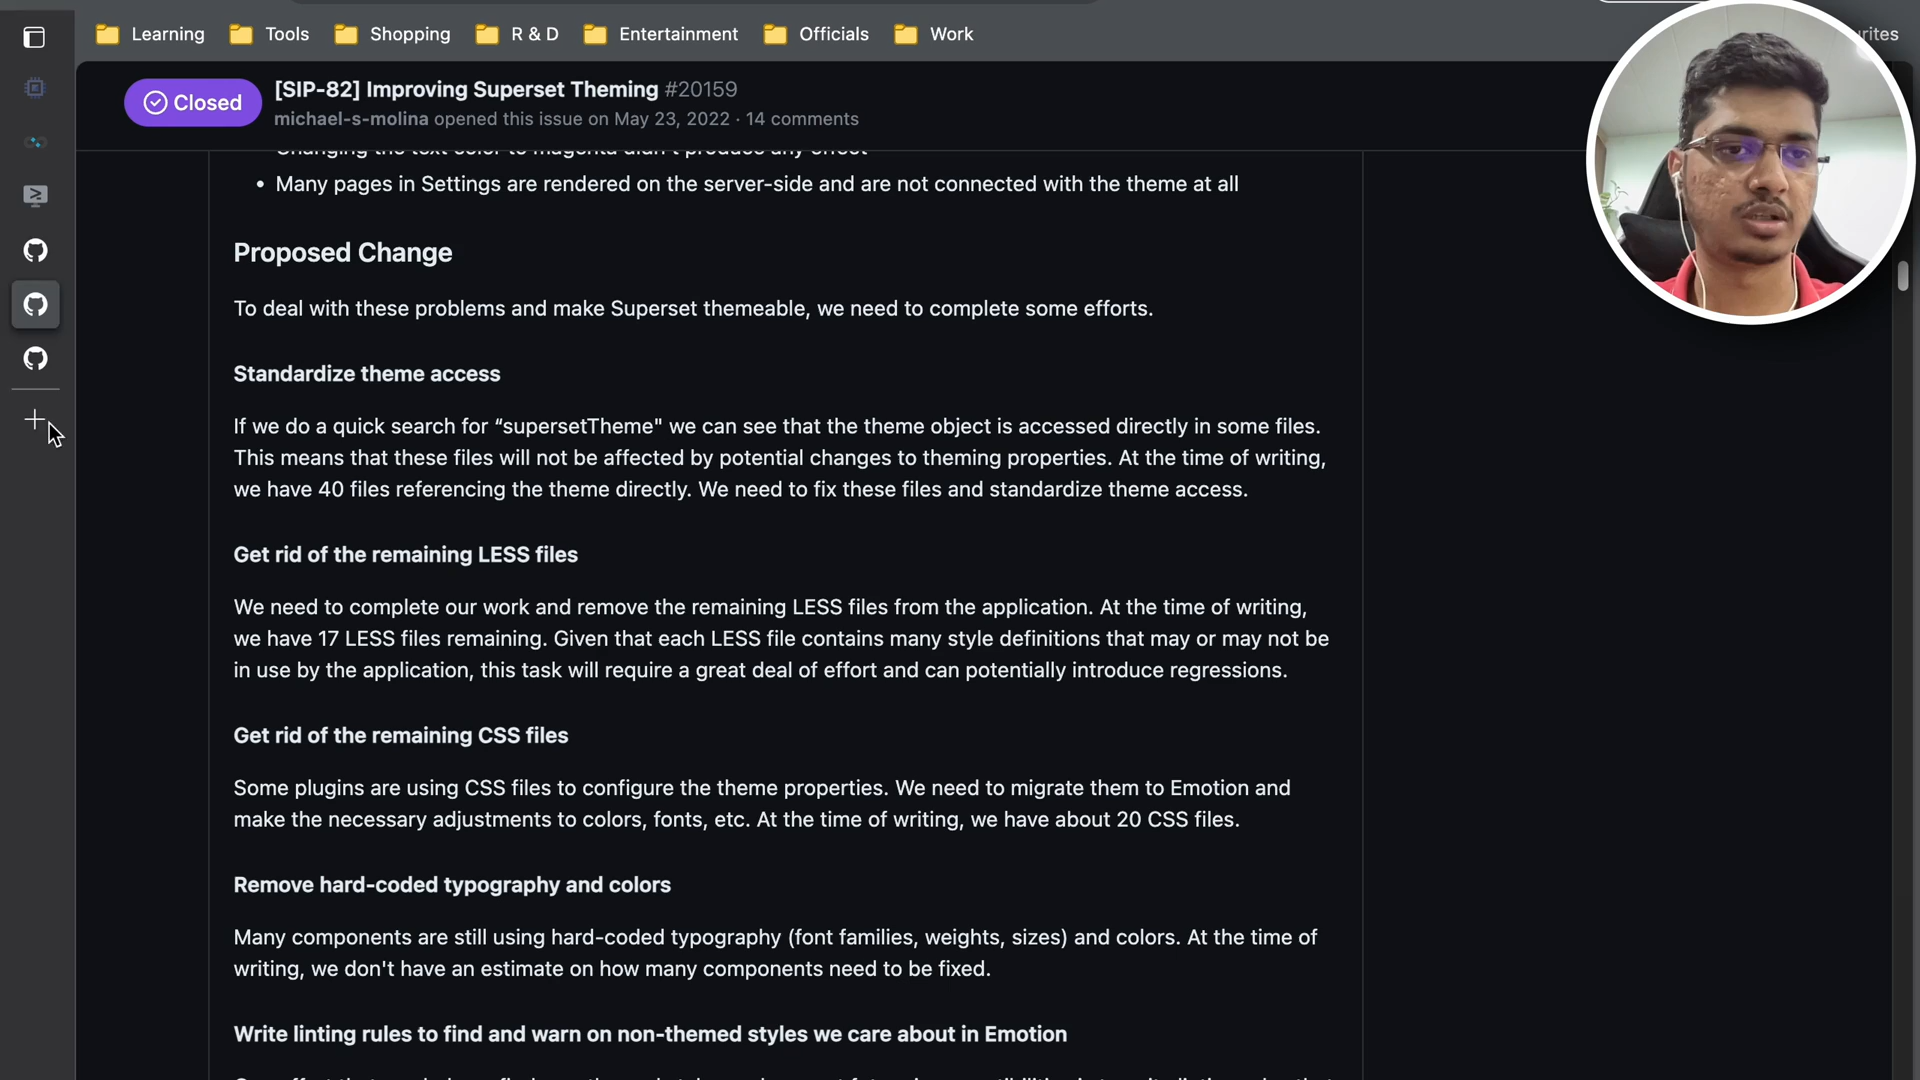 Learning
Tools
Shopping
R & D
Entertainment
Officials
Work
Closed
[SIP-82] Improving Superset Theming #20159
michael-s-molina opened this issue on May 23, 2022 · 14 comments
Changing the text color to magenta didn't produce any effect
• Many pages in Settings are rendered on the server-side and are not connected with the theme at all
Proposed Change
To deal with these problems and make Superset themeable, we need to complete some efforts.
Standardize theme access
If we do a quick search for “supersetTheme" we can see that the theme object is accessed directly in some files.
This means that these files will not be affected by potential changes to theming properties. At the time of writing,
we have 40 files referencing the theme directly. We need to fix these files and standardize theme access.
Get rid of the remaining LESS files
We need to complete our work and remove the remaining LESS files from the application. At the time of writing,
we have 17 LESS files remaining. Given that each LESS file contains many style definitions that may or may not be
in use by the application, this task will require a great deal of effort and can potentially introduce regressions.
Get rid of the remaining CSS files
Some plugins are using CSS files to configure the theme properties. We need to migrate them to Emotion and
make the necessary adjustments to colors, fonts, etc. At the time of writing, we have about 20 CSS files.
Remove hard-coded typography and colors
Many components are still using hard-coded typography (font families, weights, sizes) and colors. At the time of
writing, we don't have an estimate on how many components need to be fixed.
Write linting rules to find and warn on non-themed styles we care about in Emotion